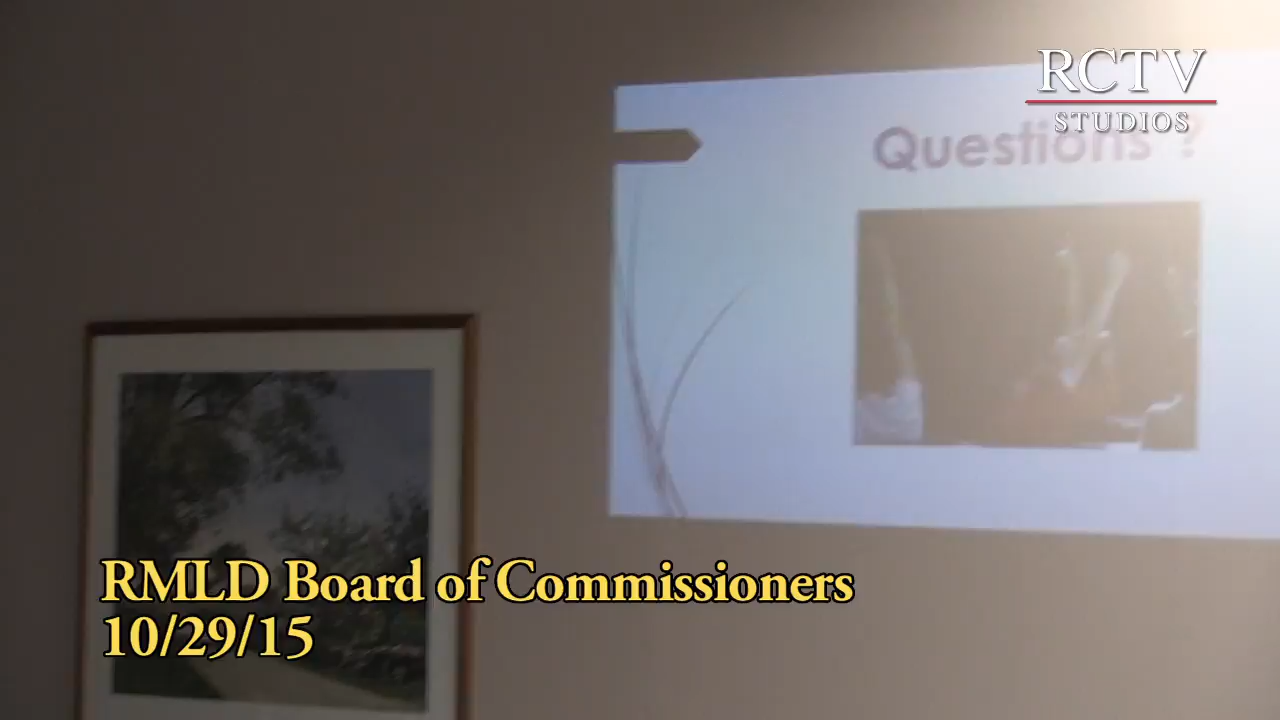 RCTV
STUDIOS
Questions ?
RMLD Board of Commissioners
10/29/15